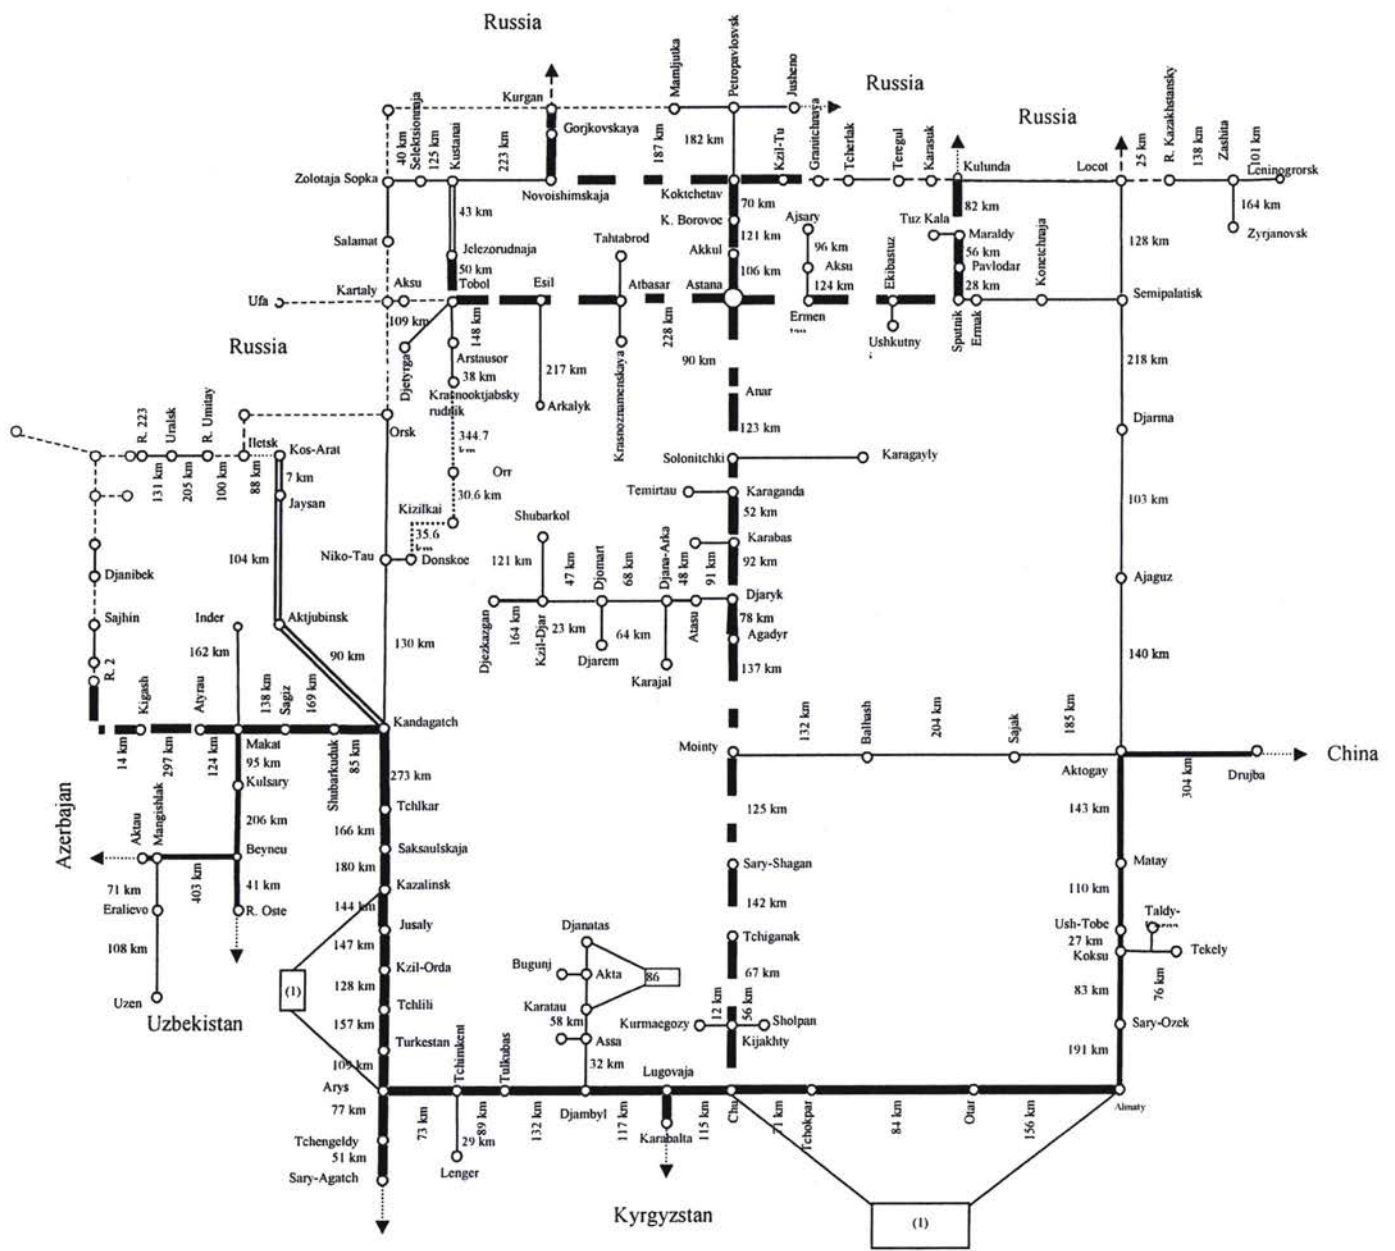 Russia
Mamljutka
Petropavlosvsk
Jusheno
Russia
Kurgan
Gorjkovskaya
Russia
40 km
Selektsionnaja
125 km
Kustanai
223 km
187 km
182 km
Kzil-Tu
Granitchnaya
Tcherlak
Teregul
Karasuk
Kulunda
Locot
25 km
R. Kazakhstansky
138 km
Zashita
101 km
Leninogrorsk
Zolotaja Sopka
Novoishimskaja
Koktchetav
43 km
70 km
82 km
164 km
K. Borovoe
Ajsary
Tuz Kala
Zyrjanovsk
Salamat
Tahtabrod
121 km
Maraldy
128 km
Jelezorudnaja
Akkul
96 km
56 km
Konetchnaja
50 km
106 km
Aksu
Ekibastuz
Pavlodar
Kartaly
Aksu
Tobol
Esil
Atbasar
Astana
124 km
28 km
Semipalatisk
Ufa
109 km
148 km
228 km
Ermen
Ushkutny
Sputnik
Ermak
Russia
Djetyrga
Arstausor
38 km
217 km
Krasnoznamenskaya
90 km
218 km
Krasnooktjabsky
rudnik
Arkalyk
Anar
R. 223
Uralsk
R. Umitay
Orsk
344.7
123 km
Djarma
Iletsk
Kos-Arat
7 km
Solonitchki
Karagayly
131 km
205 km
100 km
88 km
Jaysan
Orr
30.6 km
Temirtau
Karaganda
52 km
103 km
Kizilkai
Shubarkol
35.6
Karabas
104 km
Niko-Tau
Donskoe
121 km
47 km
Djomart
68 km
Djana-Arka
48 km
91 km
92 km
Djanibek
Ajaguz
Djaryk
Sajhin
Inder
Aktjubinsk
78 km
Djezkazgan
164 km
Kzil-Djar
23 km
64 km
Atasu
Agadyr
162 km
90 km
130 km
Djarem
137 km
140 km
R. 2
Karajal
Kigash
Atyrau
138 km
Sagiz
169 km
Kandagatch
132 km
Balhash
204 km
Sajak
185 km
14 km
297 km
124 km
Makat
95 km
Shubarkuduk
85 km
Mointy
Aktogay
China
Kulsary
273 km
304 km
Drujba
Azerbajan
Aktau
Mangishlak
206 km
Tchlkar
125 km
143 km
166 km
Beyneu
Saksaulskaja
Sary-Shagan
Matay
71 km
403 km
41 km
180 km
Kazalinsk
142 km
110 km
Eralievo
R. Oste
144 km
Jusaly
Djanatas
Tchiganak
Ush-Tobe
Taldy-
108 km
147 km
27 km
Koksu
Tekely
Kzil-Orda
Bugunj
Akta
86
67 km
Uzen
(1)
128 km
83 km
76 km
Uzbekistan
Tchlili
Karatau
58 km
12 km
56 km
Kurmaegozy
Sholpan
Sary-Ozek
157 km
Turkestan
Assa
Kijakhty
191 km
109 km
Tchimkent
Tulkubas
32 km
Lugovaja
Arys
77 km
73 km
89 km
132 km
Djambyl
117 km
Karabalta
115 km
Chu
71 km
Tchokpar
84 km
Otar
156 km
Almaty
Tchengeldy
51 km
29 km
Sary-Agatch
Lenger
Kyrgyzstan
(1)